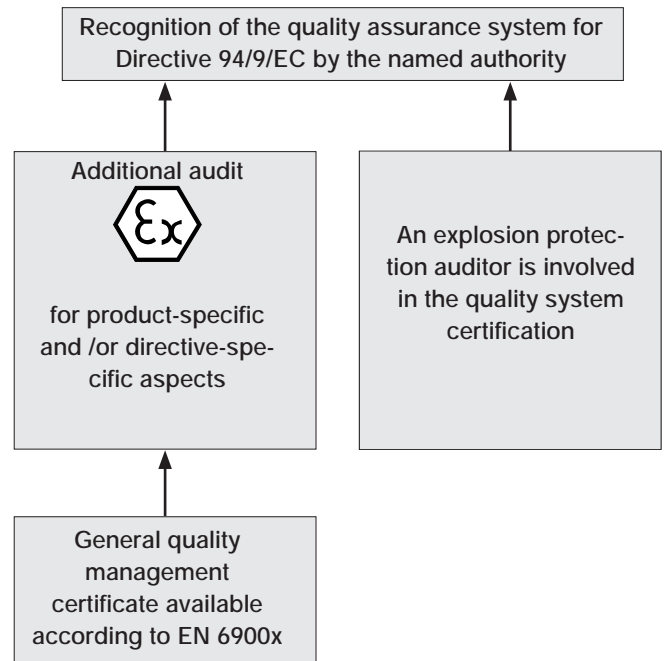 Recognition of the quality assurance system for
Directive 94/9/EC by the named authority
Additional audit
Ex
for product-specific
and /or directive-spe-
cific aspects
An explosion protec-
tion auditor is involved
in the quality system
certification
General quality
management
certificate available
according to EN 6900x